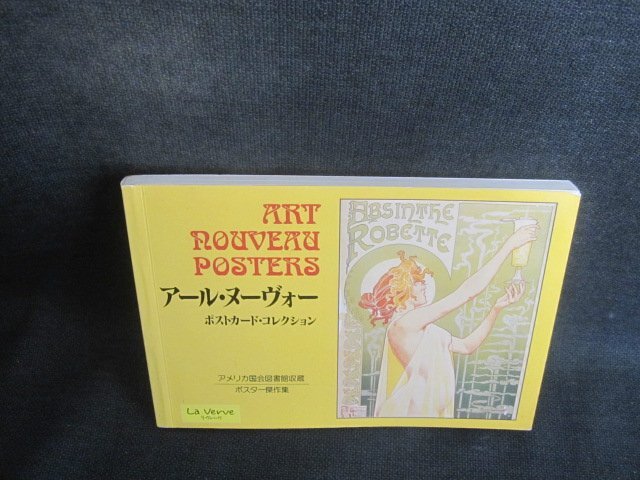 ART
NOUVEAU
POSTERS
アール・ヌーヴォー
ポストカード・コレクション
アメリカ国会図書館収蔵
ポスター傑作集
La Verve
ABSINTHE
ROBETTE